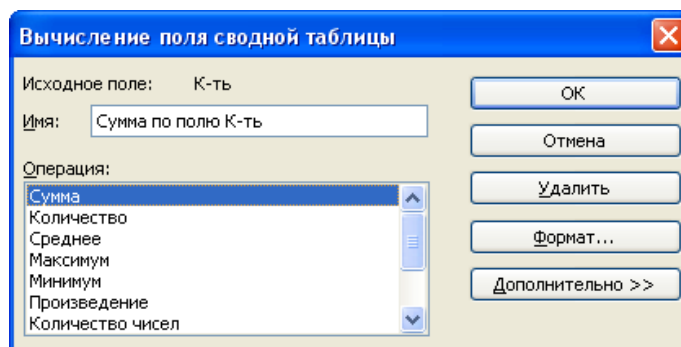 Вычисление поля сводной таблицы
Исходное поле: К-ть
Имя: Сумма по полю К-ть
Операция:
Сумма
Количество
Среднее
Максимум
Минимум
Произведение
Количество чисел
ОК
Отмена
Удалить
Формат...
Дополнительно >>